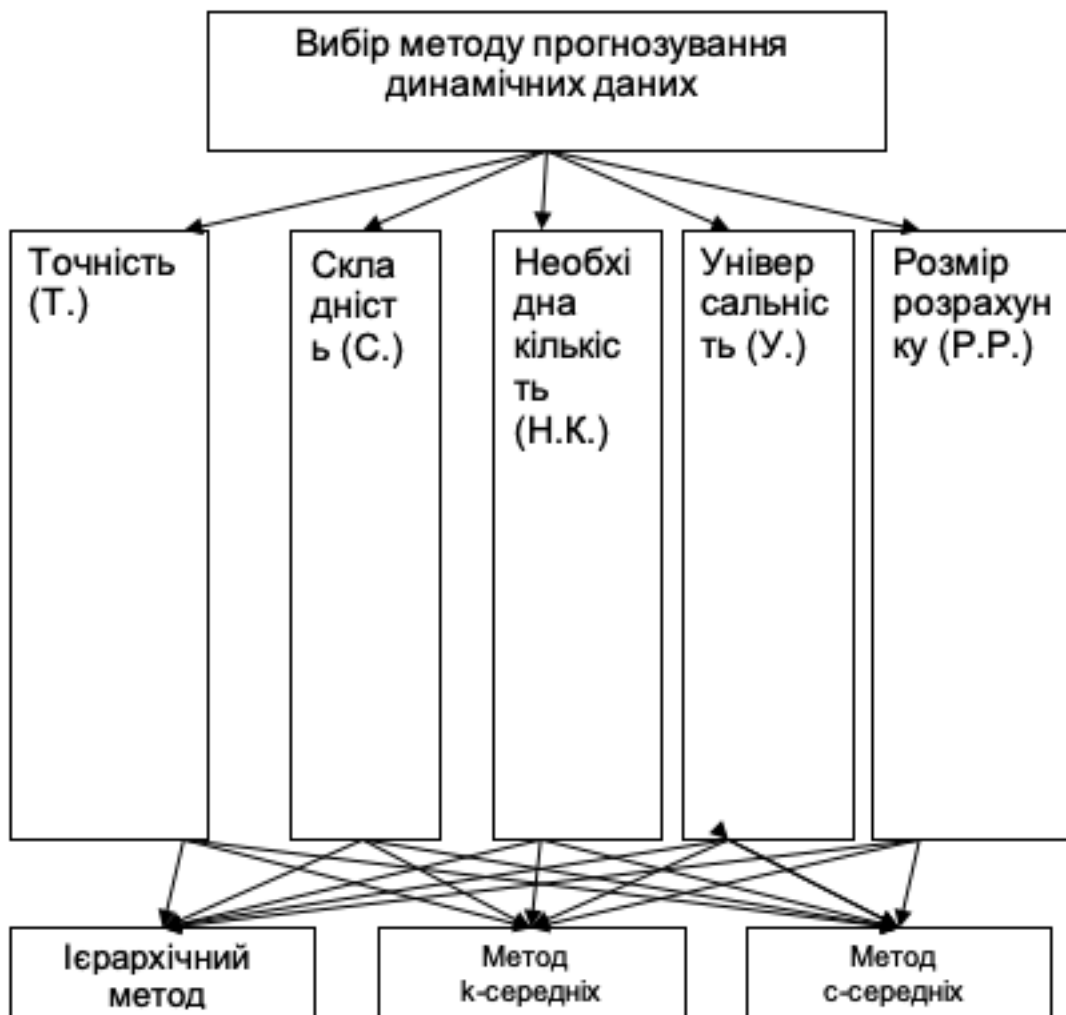 Вибір методу прогнозування
динамічних даних
Точність
(Т.)
Скла
дніст
ь (С.)
Необхі
дна
кількіс
ть
(Н.К.)
Універ
сальніс
ть (У.)
Розмір
розрахун
ку (Р.Р.)
Ієрархічний
метод
Метод
k-середніх
Метод
c-середніх